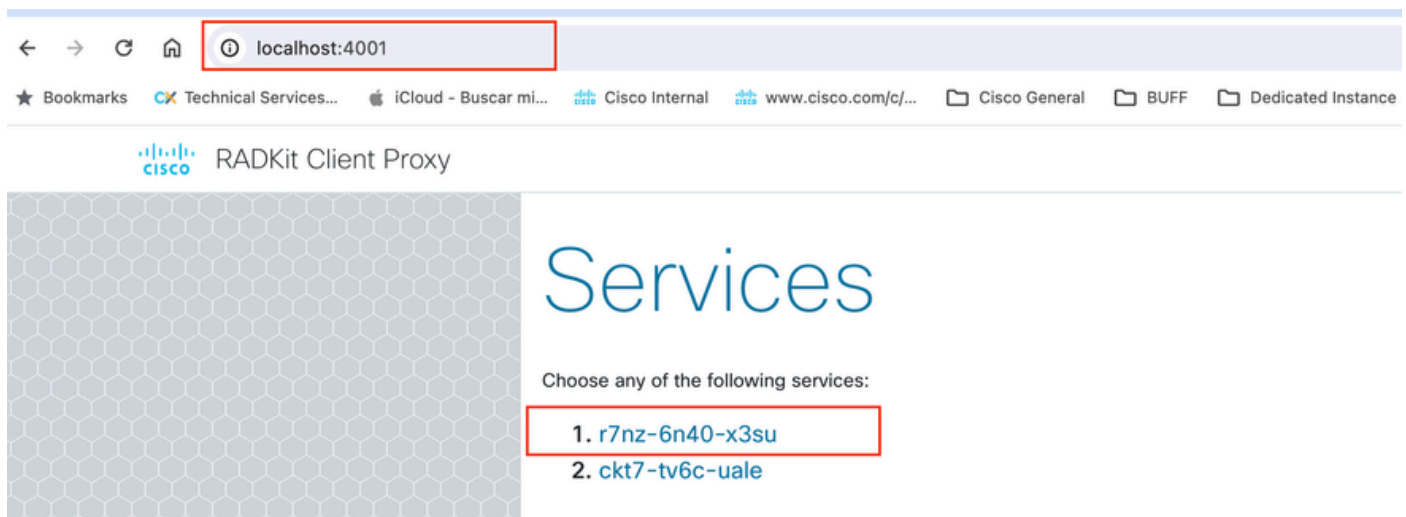 localhost:4001
Bookmarks CX Technical Services... iCloud - Buscar mi... Cisco Internal www.cisco.com/c/... Cisco General BUFF Dedicated Instance
CISCO RADKit Client Proxy
Services
Choose any of the following services:
1. r7nz-6n40-x3su
2. ckt7-tv6c-uale